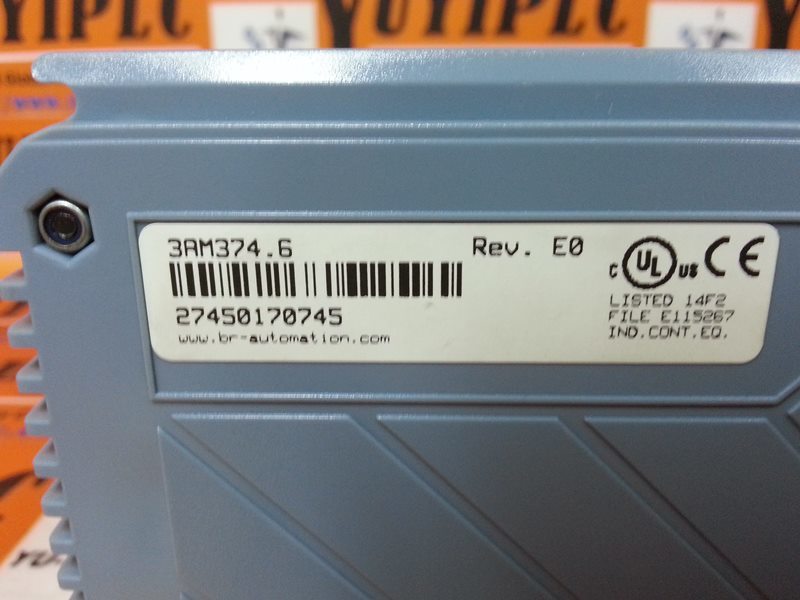 YUYIPLC
3AM374.6
Rev. E0
27450170745
www.br-automation.com
c UL us CE
LISTED 14F2
FILE E115267
IND.CONT.EQ.